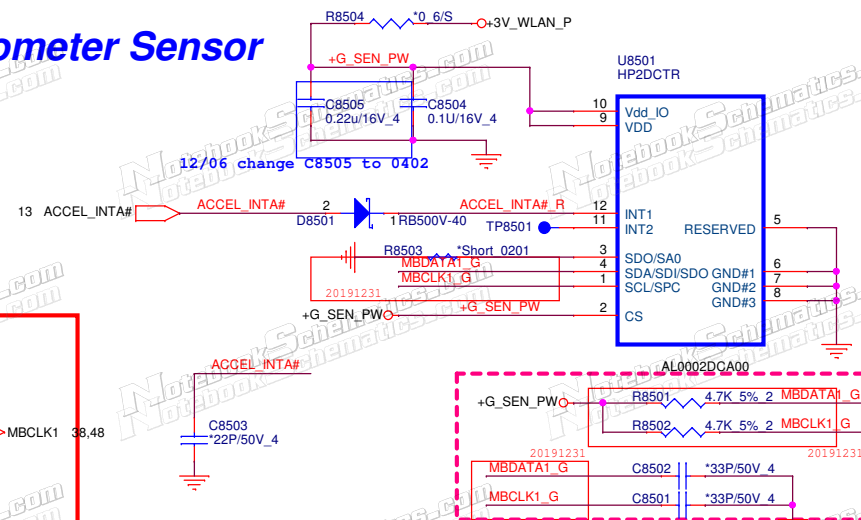 ometer Sensor
R8504 *0_6/S +3V_WLAN_P
+G_SEN_PW
C8505
0.22u/16V_4
C8504
0.1U/16V_4
12/06 change C8505 to 0402
U8501
HP2DCTR
10 Vdd_IO
9 VDD
13 ACCEL_INTA# ACCEL_INTA# 2 D8501 1 RB500V-40 ACCEL_INTA#_R 12 INT1
TP8501 11 INT2 RESERVED 5
R8503 *Short_0201 3 SDO/SA0
MBDATA1_G 4 SDA/SDI/SDO GND#1 6
MBCLK1_G 1 SCL/SPC GND#2 7
GND#3 8
20191231
+G_SEN_PW +G_SEN_PW 2 CS
AL0002DCA00
ACCEL_INTA#
C8503
*22P/50V_4
MBCLK1 38,48
+G_SEN_PW R8501 4.7K_5%_2 MBDATA1_G
R8502 4.7K_5%_2 MBCLK1_G
20191231 20191231
MBDATA1_G C8502 *33P/50V_4
MBCLK1_G C8501 *33P/50V_4
NotebookSchematics.com
NotebookSchematics.com